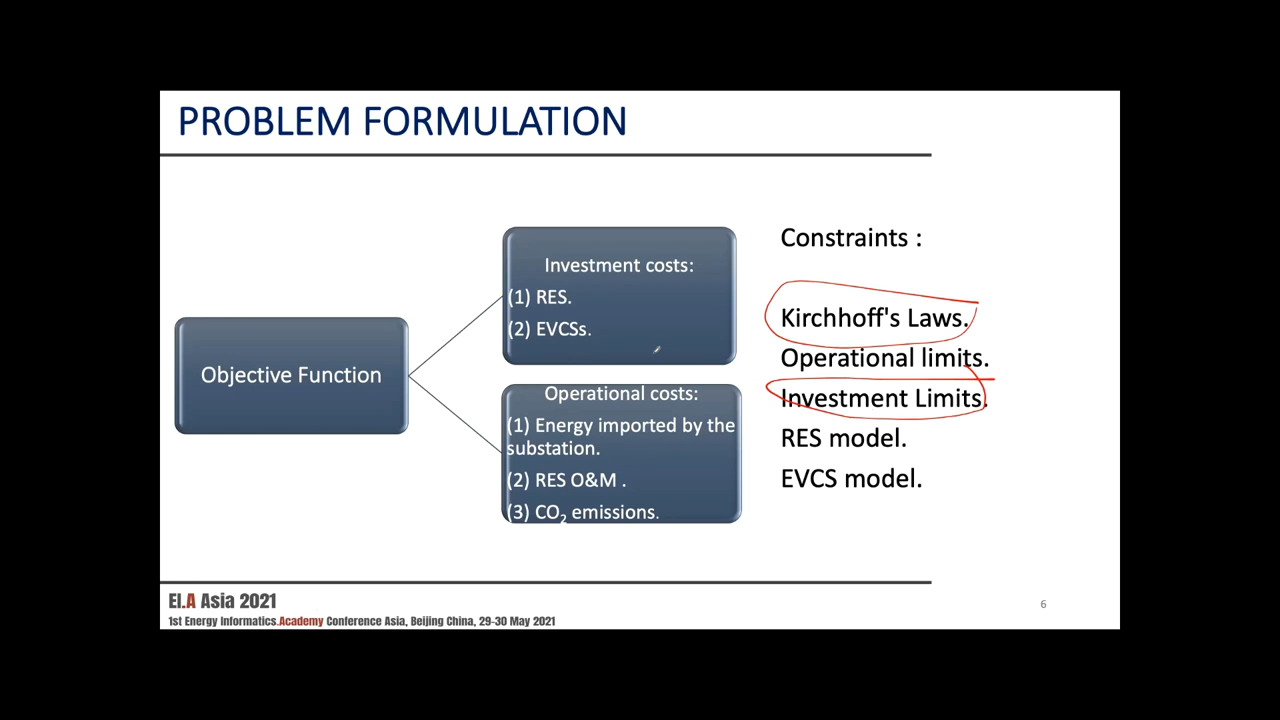 PROBLEM FORMULATION
Objective Function
Investment costs:
(1) RES.
(2) EVCSs.
Operational costs:
(1) Energy imported by the
substation.
(2) RES O&M .
(3) CO₂ emissions.
Constraints :
Kirchhoff's Laws.
Operational limits.
Investment Limits.
RES model.
EVCS model.
EI.A Asia 2021
1st Energy Informatics.Academy Conference Asia, Beijing China, 29-30 May 2021
6